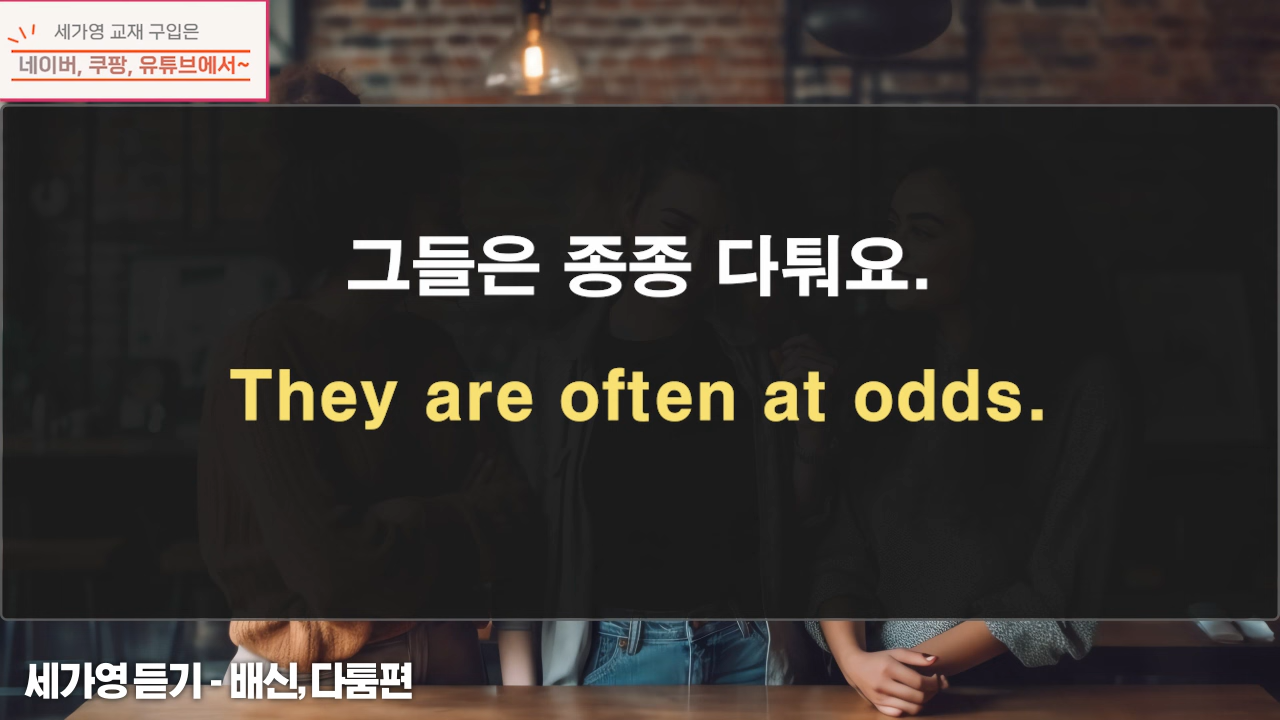 세가영 교재 구입은
네이버, 쿠팡, 유튜브에서~
그들은 종종 다퉈요.
They are often at odds.
세가영 듣기 - 배신, 다툼편